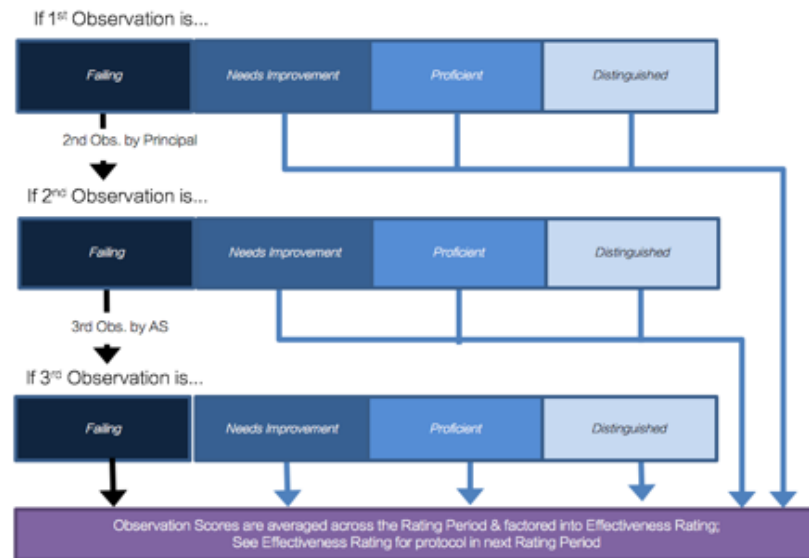 If 1st Observation is...
Failing Needs Improvement Proficient Distinguished
2nd Obs. by Principal
If 2nd Observation is...
Failing Needs Improvement Proficient Distinguished
3rd Obs. by AS
If 3rd Observation is...
Failing Needs Improvement Proficient Distinguished
Observation Scores are averaged across the Rating Period & factored into Effectiveness Rating;
See Effectiveness Rating for protocol in next Rating Period